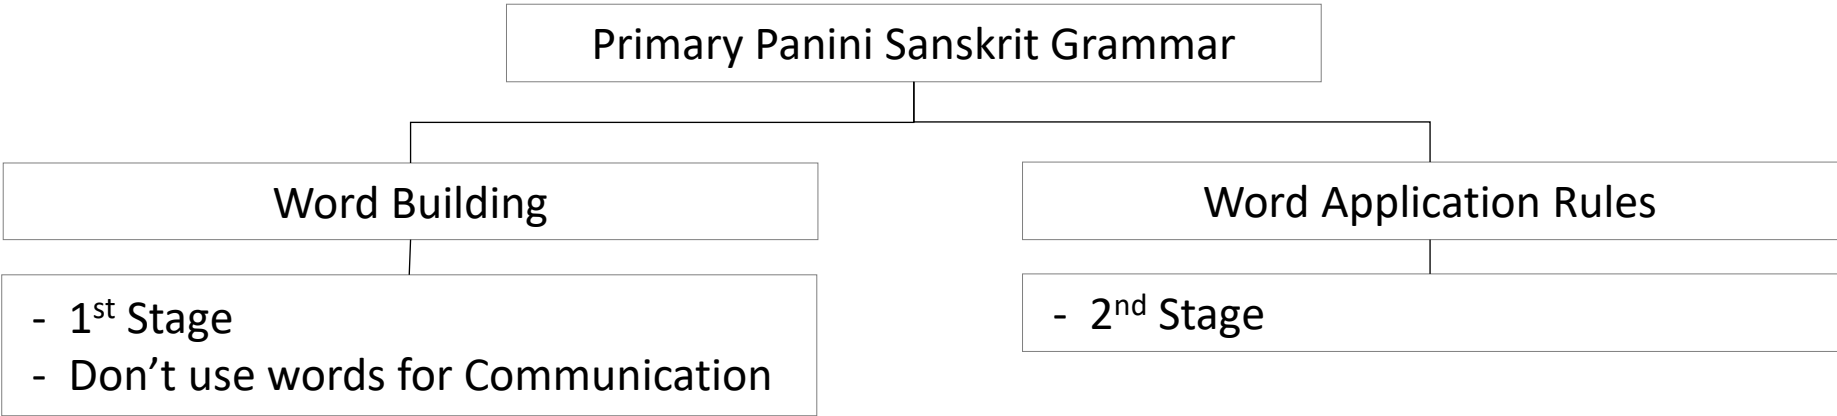 Primary Panini Sanskrit Grammar
Word Building
Word Application Rules
- 1st Stage
- Don’t use words for Communication
- 2nd Stage